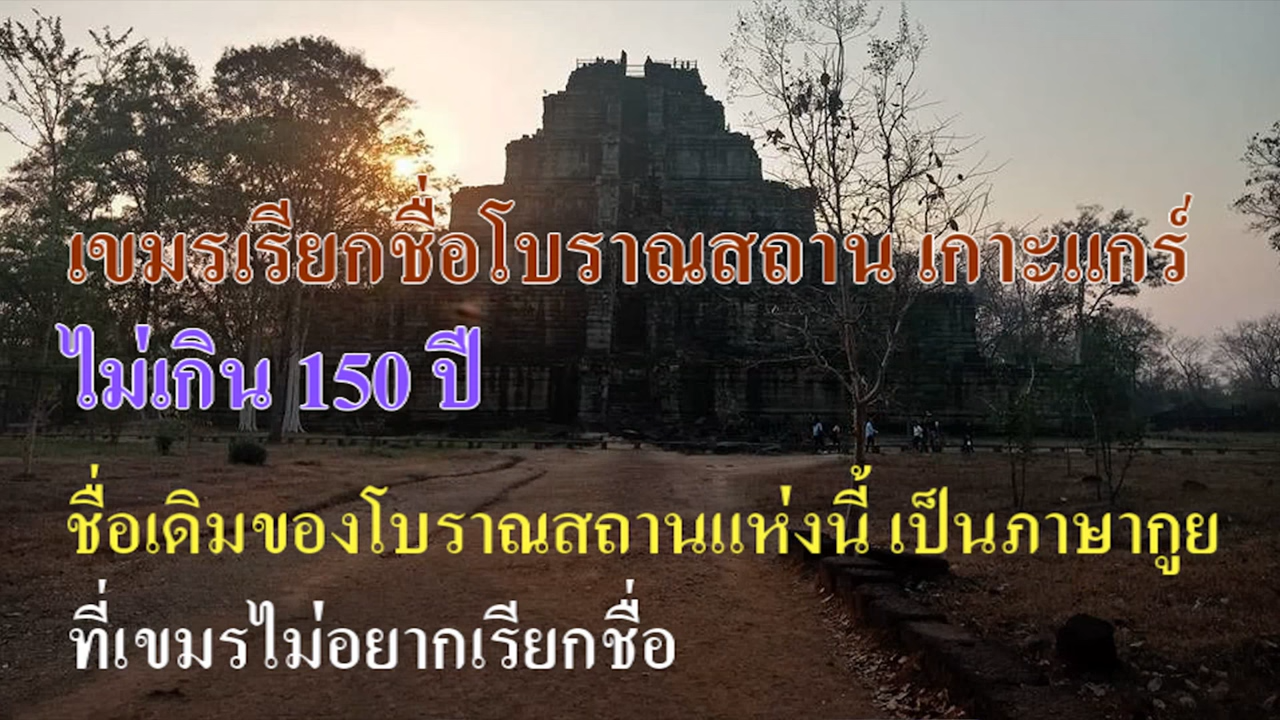 เขมรเรียกชื่อโบราณสถาน เกาะแกร์
ไม่เกิน 150 ปี
ชื่อเดิมของโบราณสถานแห่งนี้ เป็นภาษากูย
ที่เขมรไม่อยากเรียกชื่อ